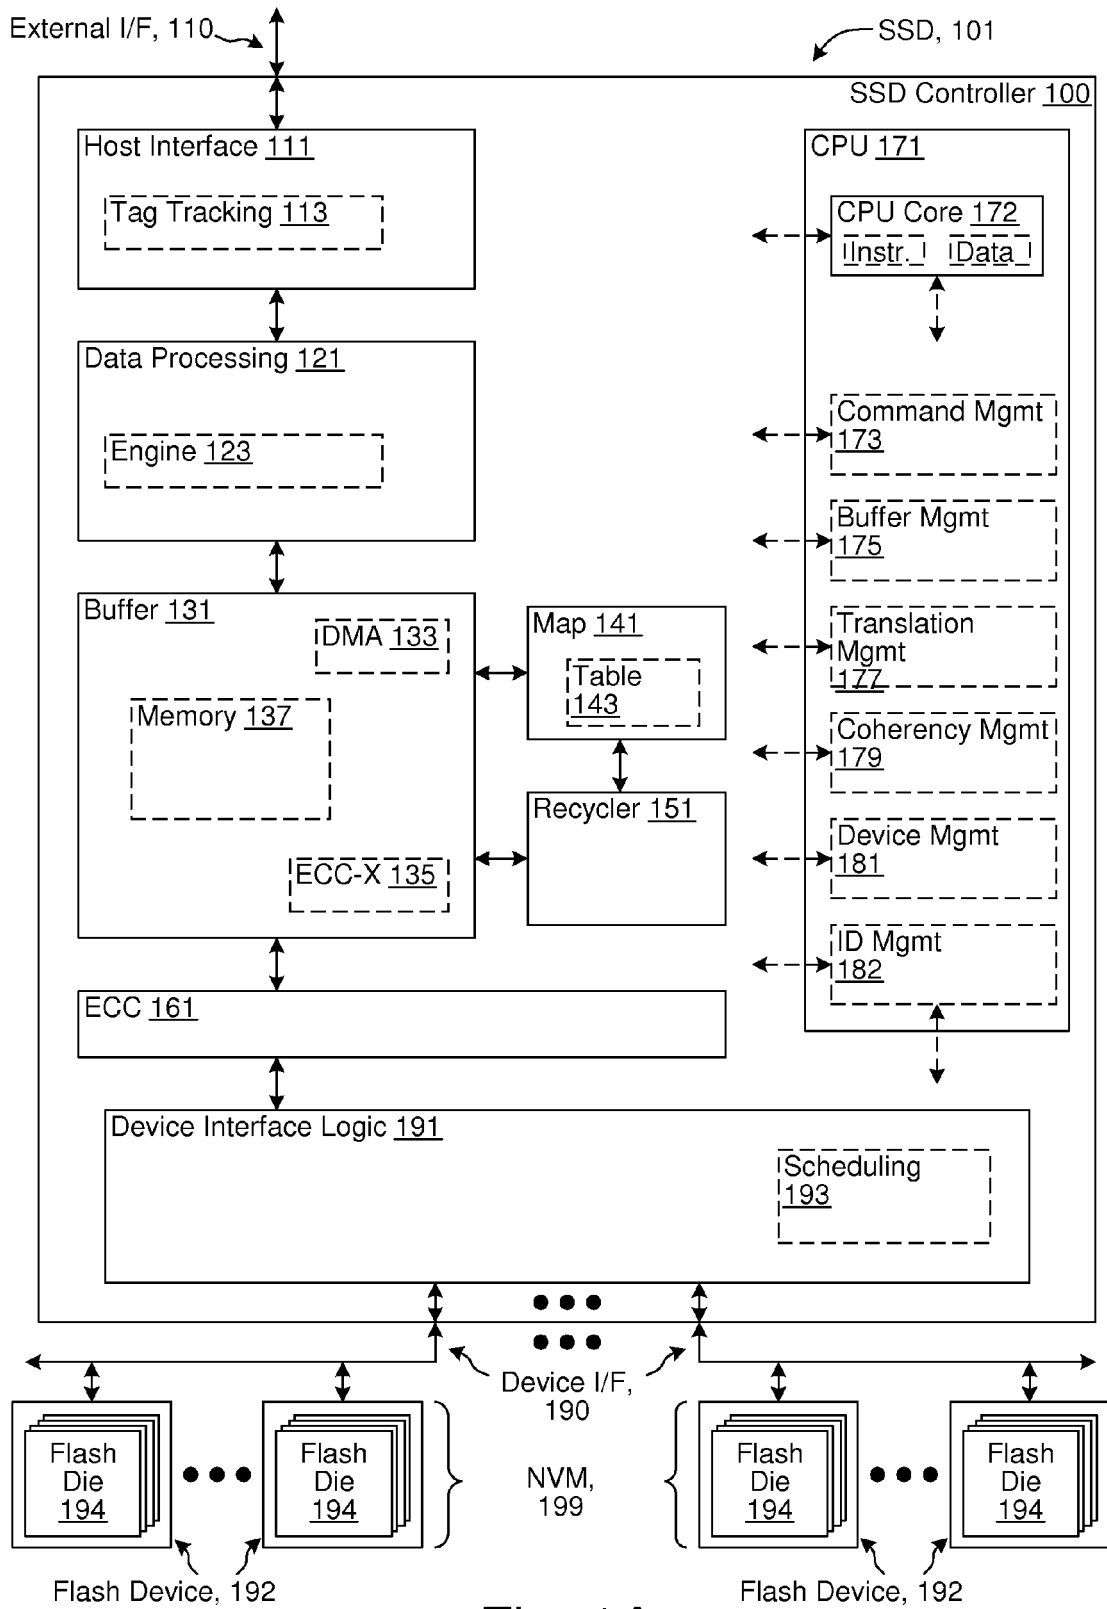 External I/F, 110
SSD, 101
SSD Controller 100
Host Interface 111
Tag Tracking 113
CPU 171
CPU Core 172
Instr. Data
Data Processing 121
Engine 123
Command Mgmt
173
Buffer Mgmt
175
Buffer 131
DMA 133
Memory 137
ECC-X 135
Map 141
Table
143
Translation
Mgmt
177
Coherency Mgmt
179
Recycler 151
Device Mgmt
181
ID Mgmt
182
ECC 161
Device Interface Logic 191
Scheduling
193
Device I/F,
190
Flash
Die
194
Flash
Die
194
NVM,
199
Flash
Die
194
Flash
Die
194
Flash Device, 192
Flash Device, 192